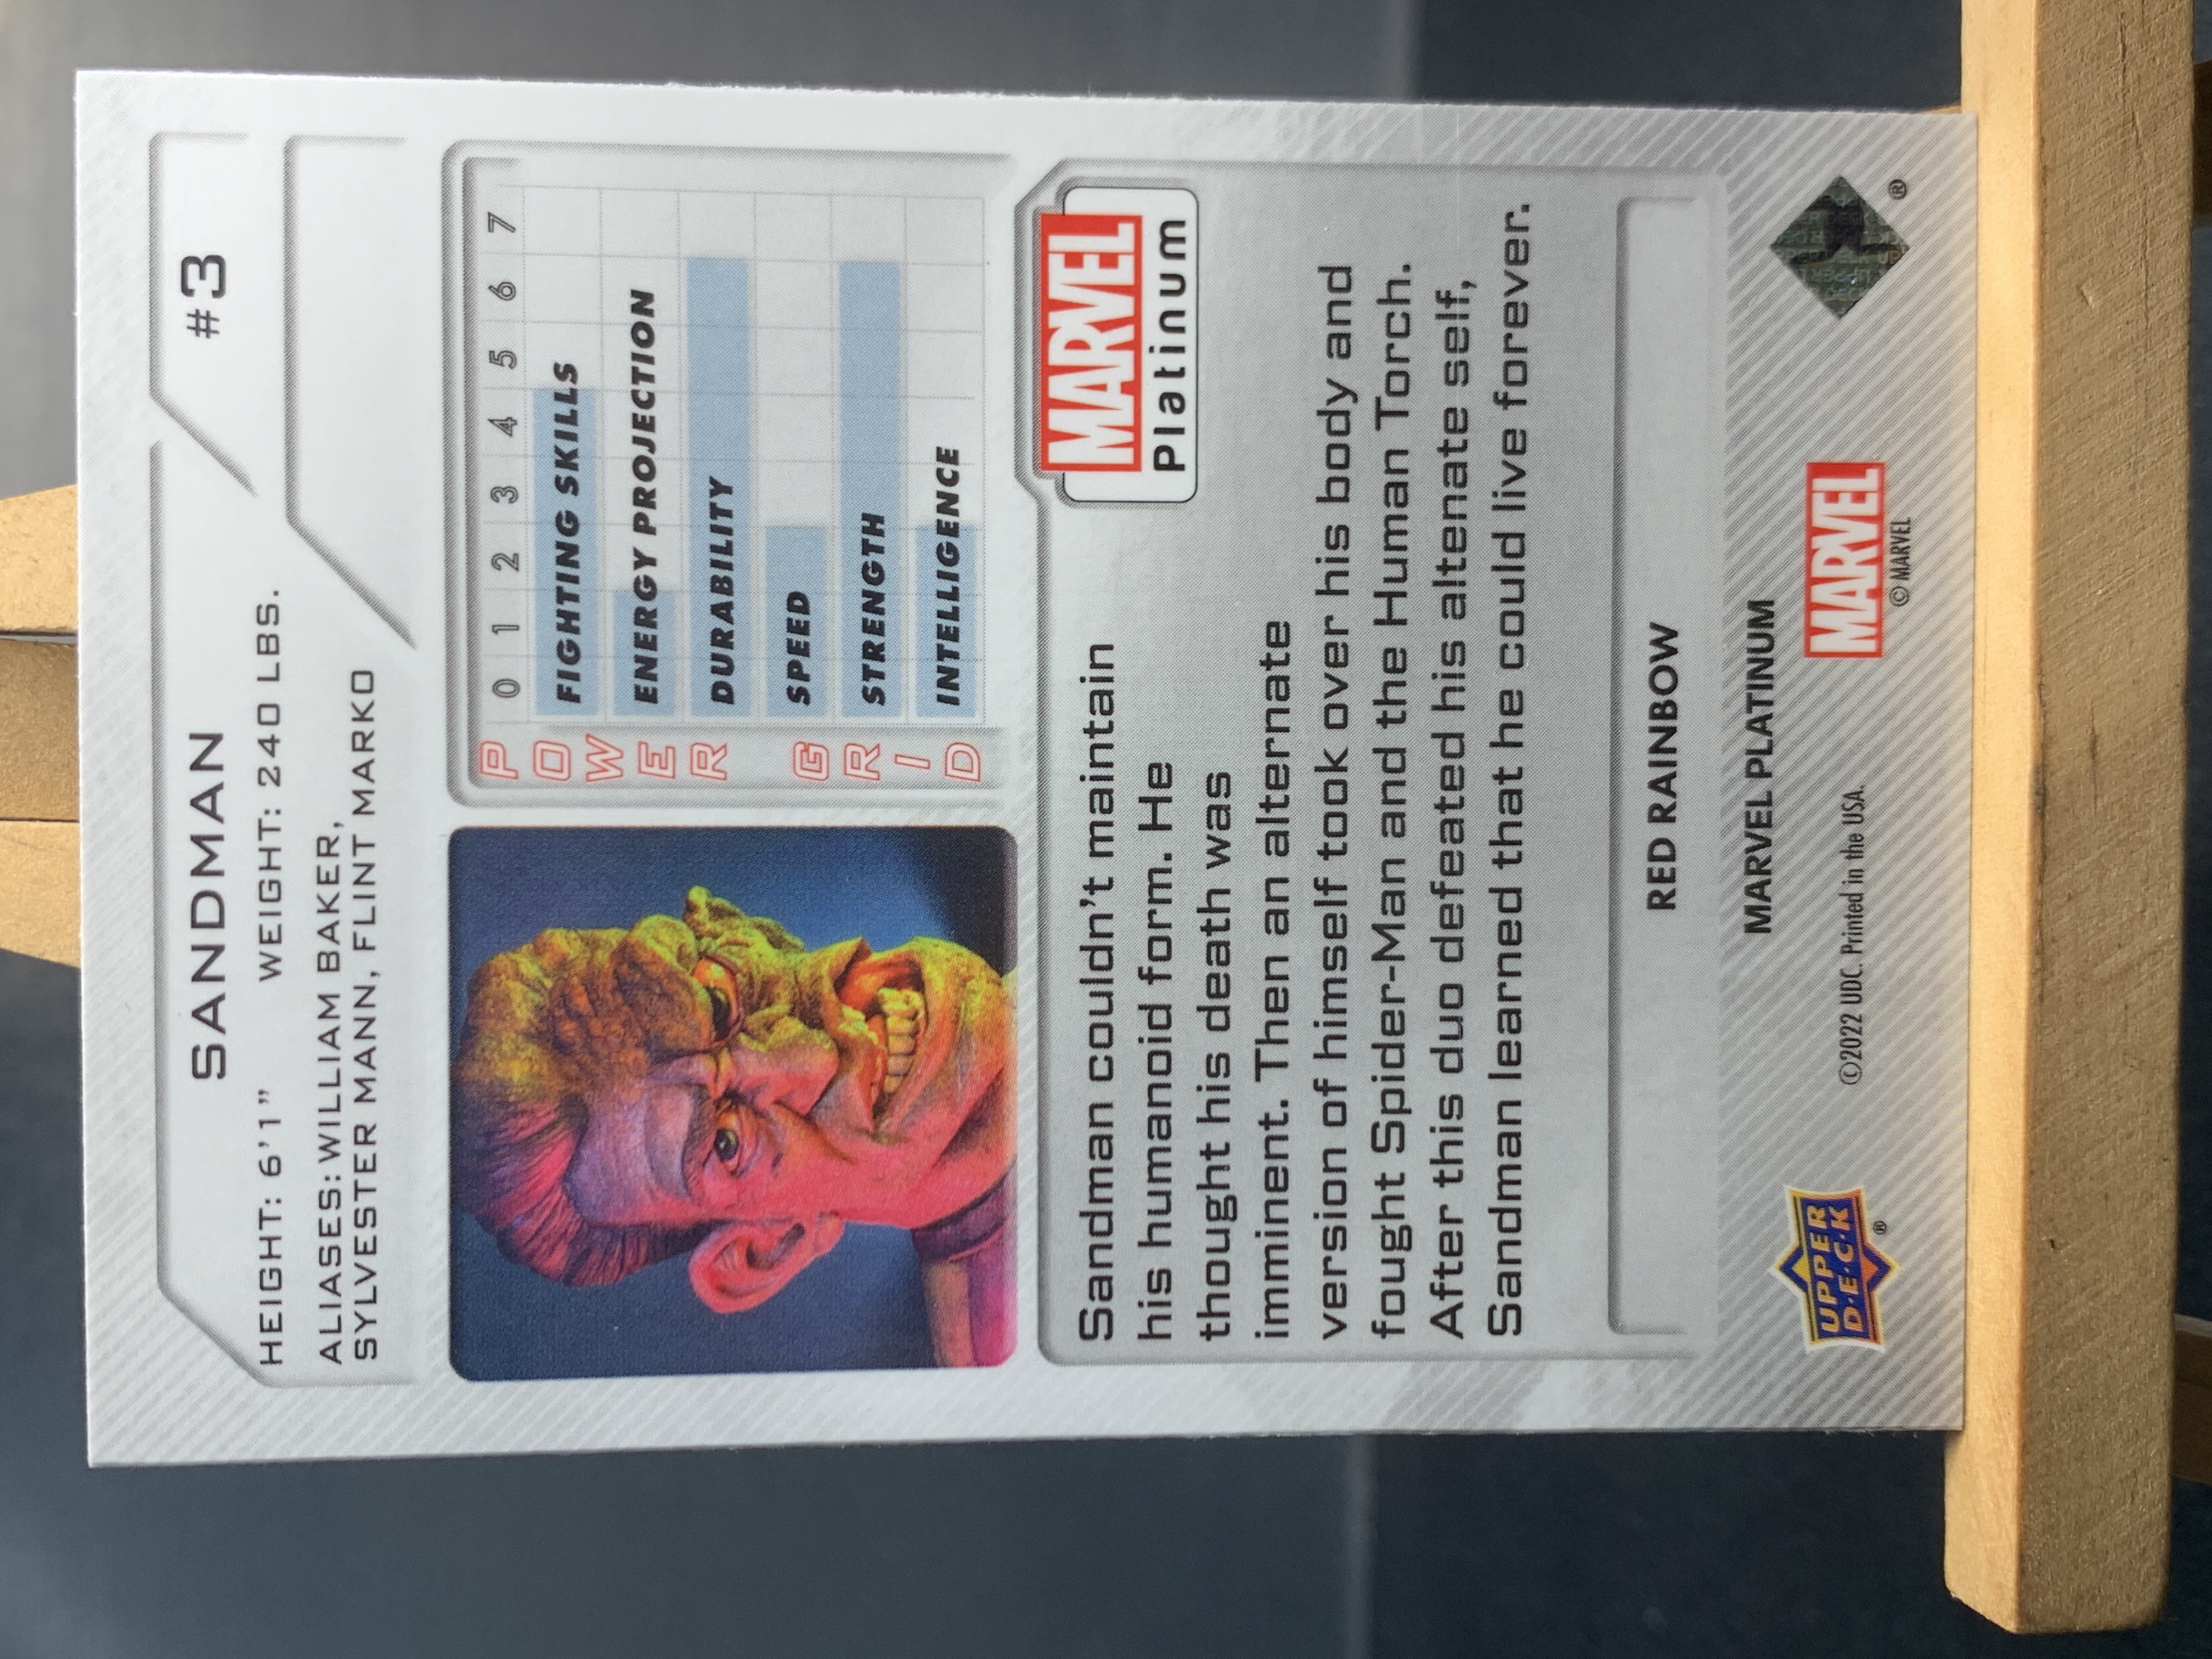 SANDMAN
#3
HEIGHT: 6'1" WEIGHT: 240 LBS.
ALIASES: WILLIAM BAKER,
SYLVESTER MANN, FLINT MARKO
POWER GRID
0 1 2 3 4 5 6 7
FIGHTING SKILLS
ENERGY PROJECTION
DURABILITY
SPEED
STRENGTH
INTELLIGENCE
MARVEL
Platinum
Sandman couldn't maintain
his humanoid form. He
thought his death was
imminent. Then an alternate
version of himself took over his body and
fought Spider-Man and the Human Torch.
After this duo defeated his altenate self,
Sandman learned that he could live forever.
RED RAINBOW
MARVEL PLATINUM
UPPER
D·E·C·K
®
©2022 UDC. Printed in the USA.
MARVEL
© MARVEL
®